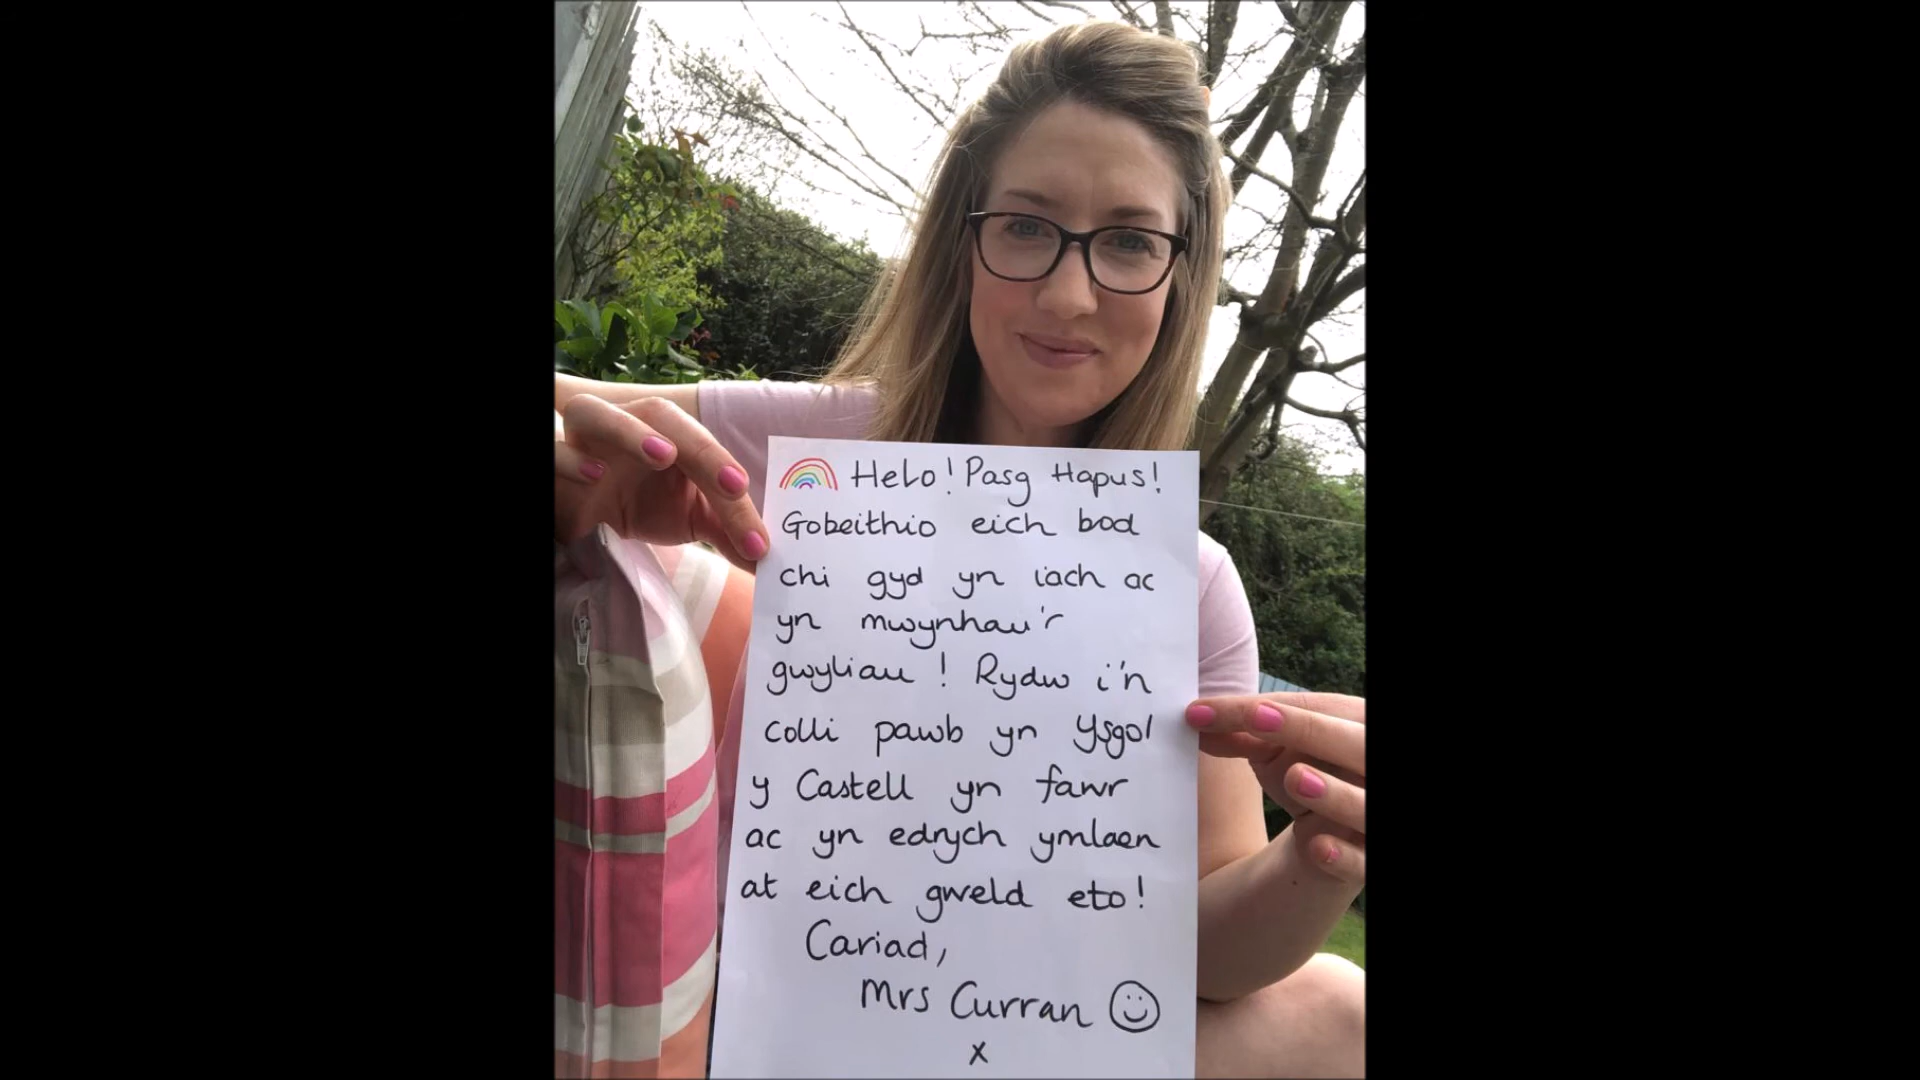 Helo! Pasg Hapus!
Gobeithio eich bod
chi gyd yn iach ac
yn mwynhau'r
gwyliau! Rydw i'n
colli pawb yn Ysgol
y Castell yn fawr
ac yn edrych ymlaen
at eich gweld eto!
Cariad,
Mrs Curran
x